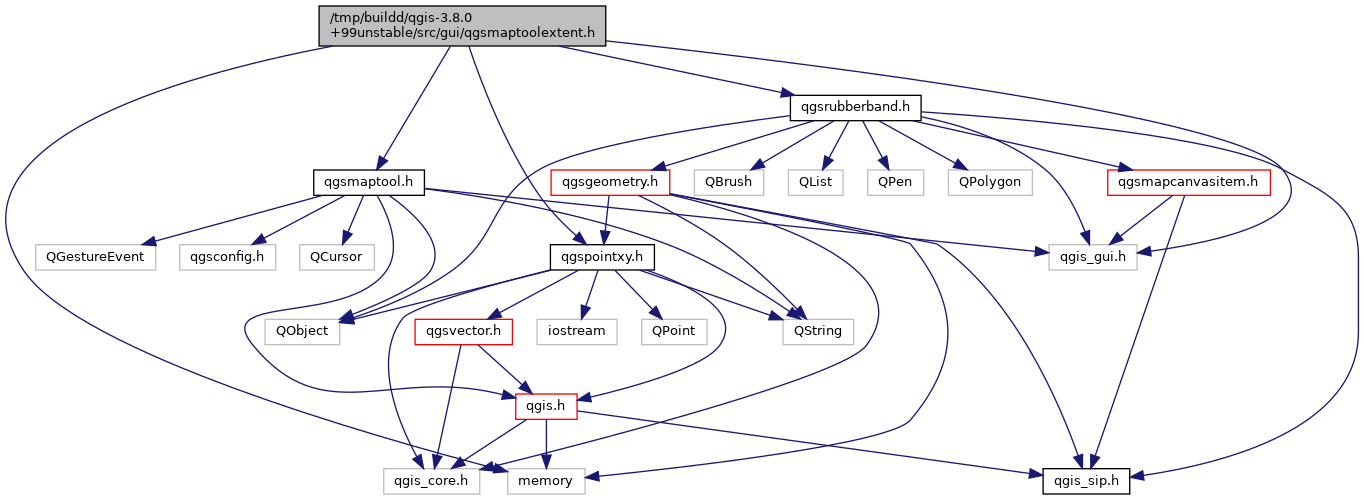 /tmp/buildd/qgis-3.8.0
+99unstable/src/gui/qgsmaptoolextent.h
qgsrubberband.h
qgsmaptool.h
qgsgeometry.h
QBrush
QList
QPen
QPolygon
qgsmapcanvasitem.h
QGestureEvent
qgsconfig.h
QCursor
qgspointxy.h
qgis_gui.h
QObject
qgsvector.h
iostream
QPoint
QString
qgis.h
qgis_core.h
memory
qgis_sip.h